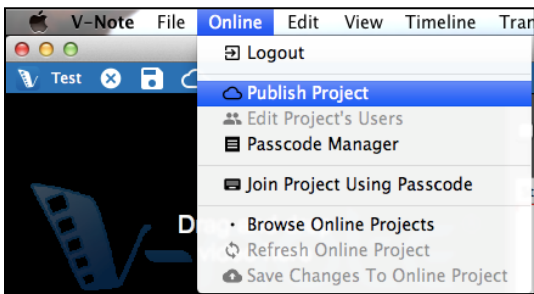 V-Note File Online Edit View Timeline Tran
Logout
Test
Publish Project
Edit Project's Users
Passcode Manager
Join Project Using Passcode
Browse Online Projects
Refresh Online Project
Save Changes To Online Project